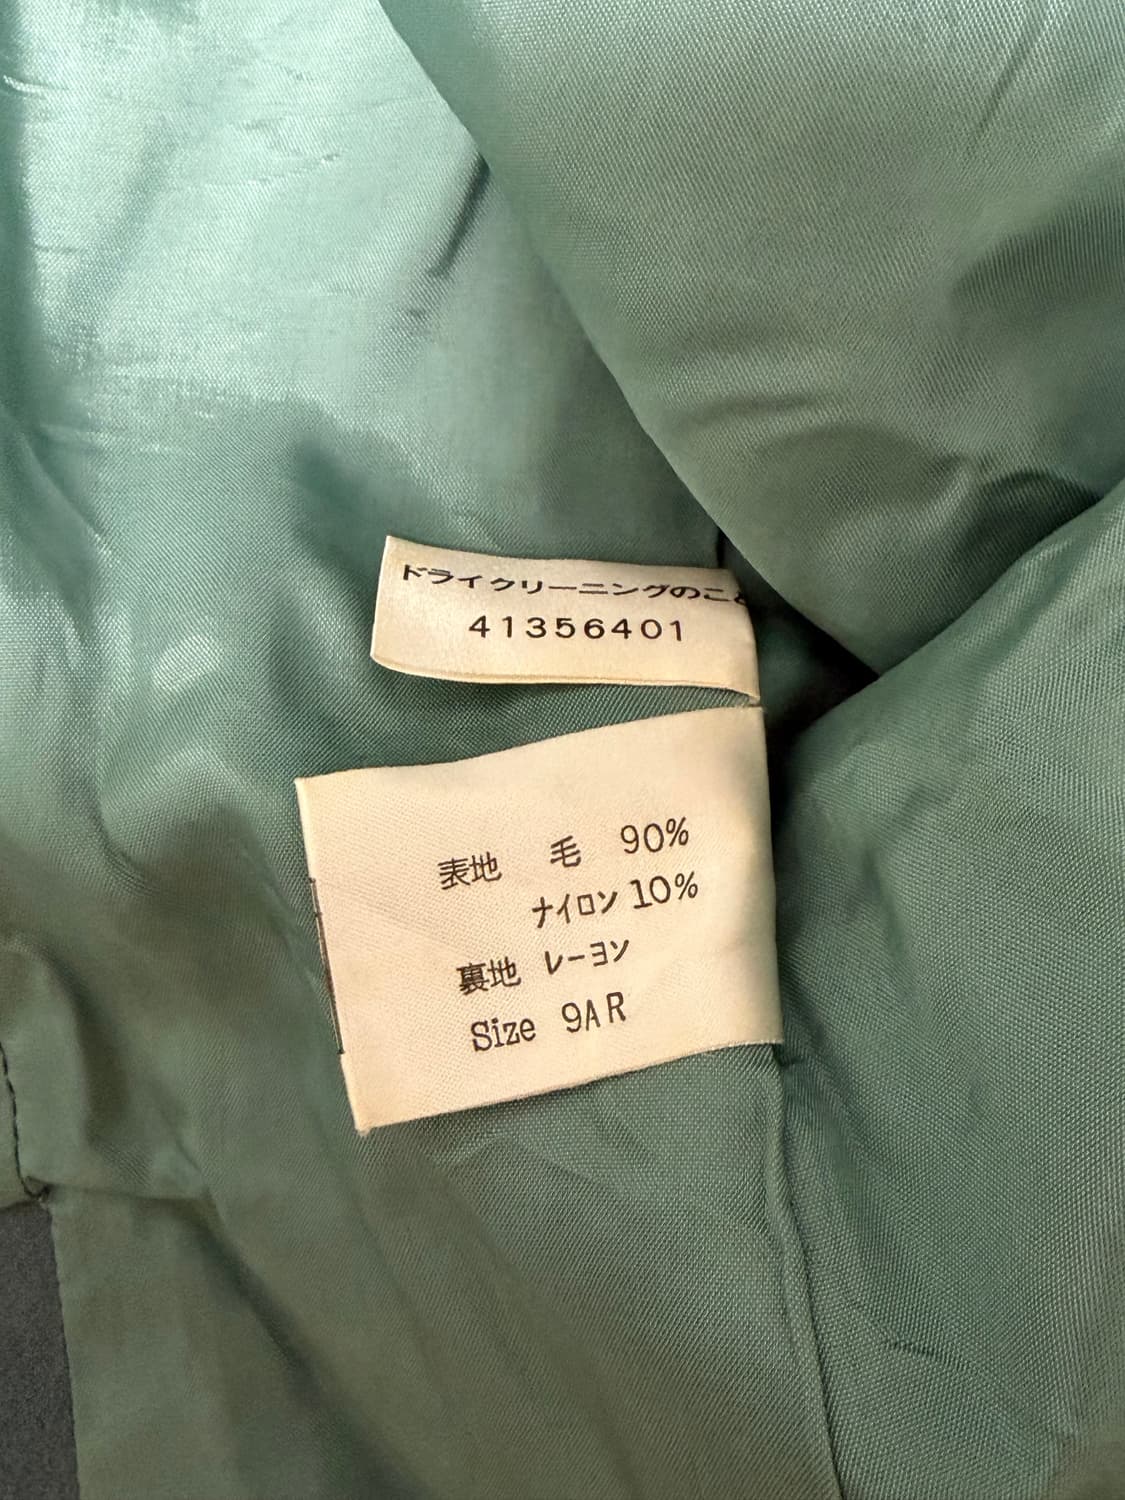 ドライクリーニングのこと
41356401
表地 毛 90%
ナイロン 10%
裏地 レーヨン
Size 9AR